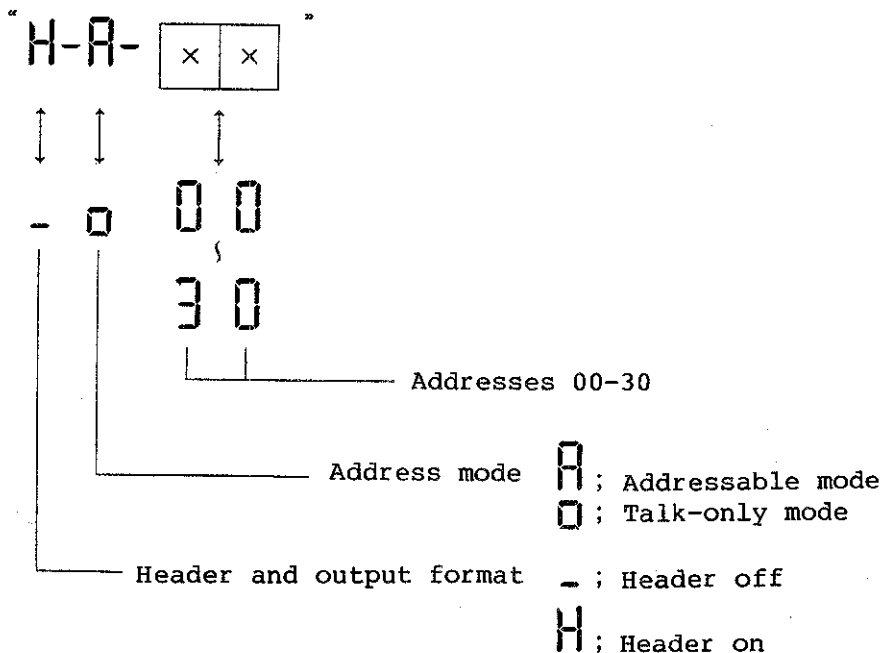 “H-A- × × ”
- o 0 0
3 0
Addresses 00-30
Address mode A ; Addressable mode
o ; Talk-only mode
Header and output format - ; Header off
H ; Header on